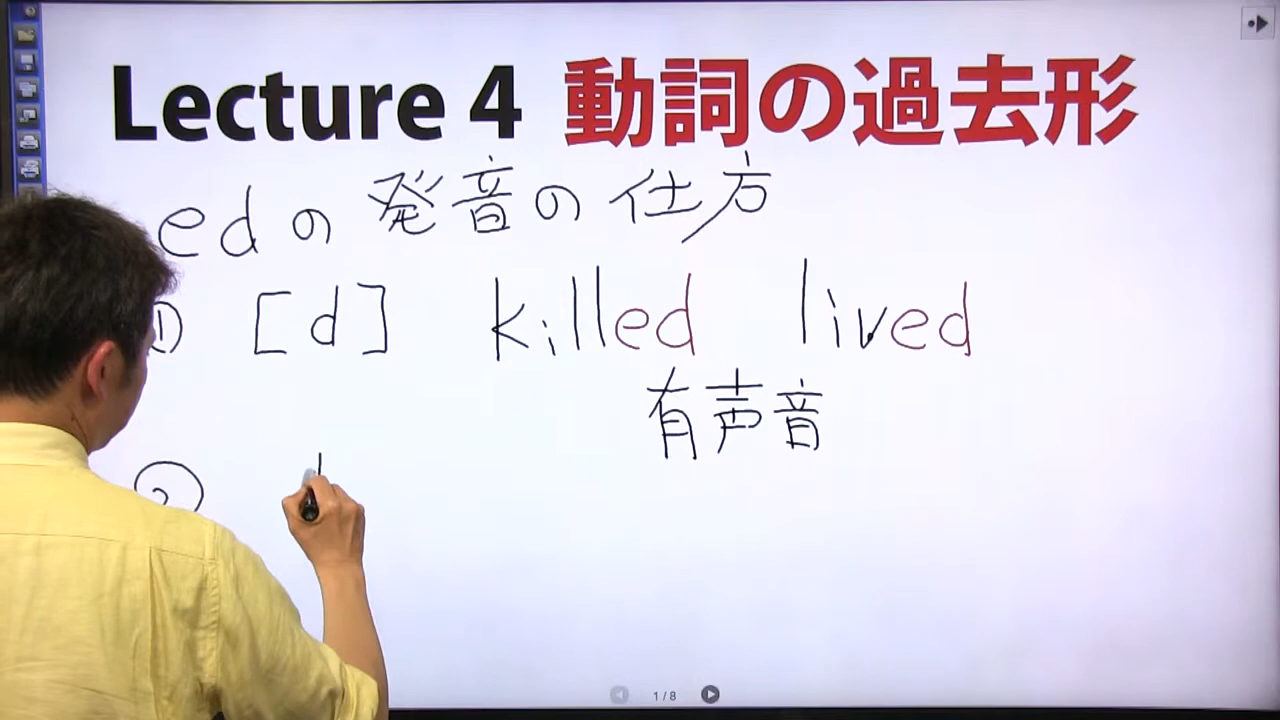 Lecture 4 動詞の過去形
edの発音の仕方
① [d] killed lived
有声音
②
1/8